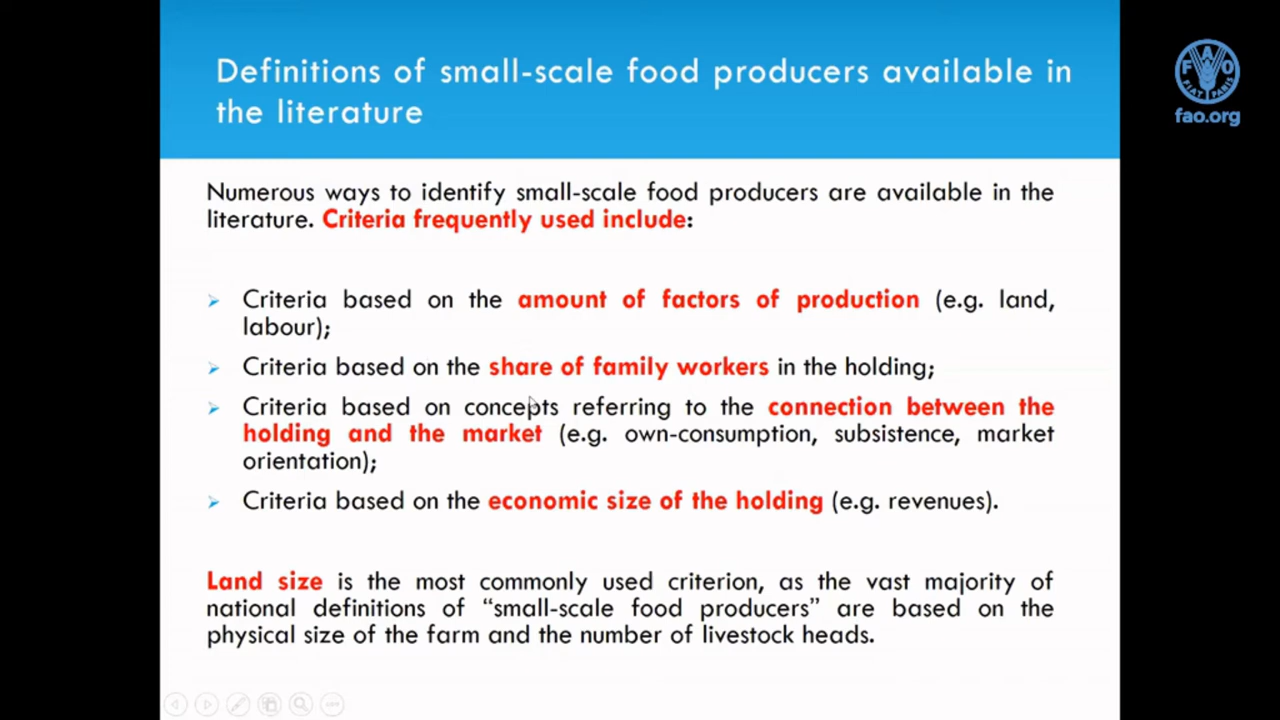 Definitions of small-scale food producers available in
the literature
Numerous ways to identify small-scale food producers are available in the
literature. Criteria frequently used include:
Criteria based on the amount of factors of production (e.g. land,
labour);
Criteria based on the share of family workers in the holding;
Criteria based on concepts referring to the connection between the
holding and the market (e.g. own-consumption, subsistence, market
orientation);
Criteria based on the economic size of the holding (e.g. revenues).
Land size is the most commonly used criterion, as the vast majority of
national definitions of “small-scale food producers” are based on the
physical size of the farm and the number of livestock heads.
F A O
FIAT PANIS
fao.org